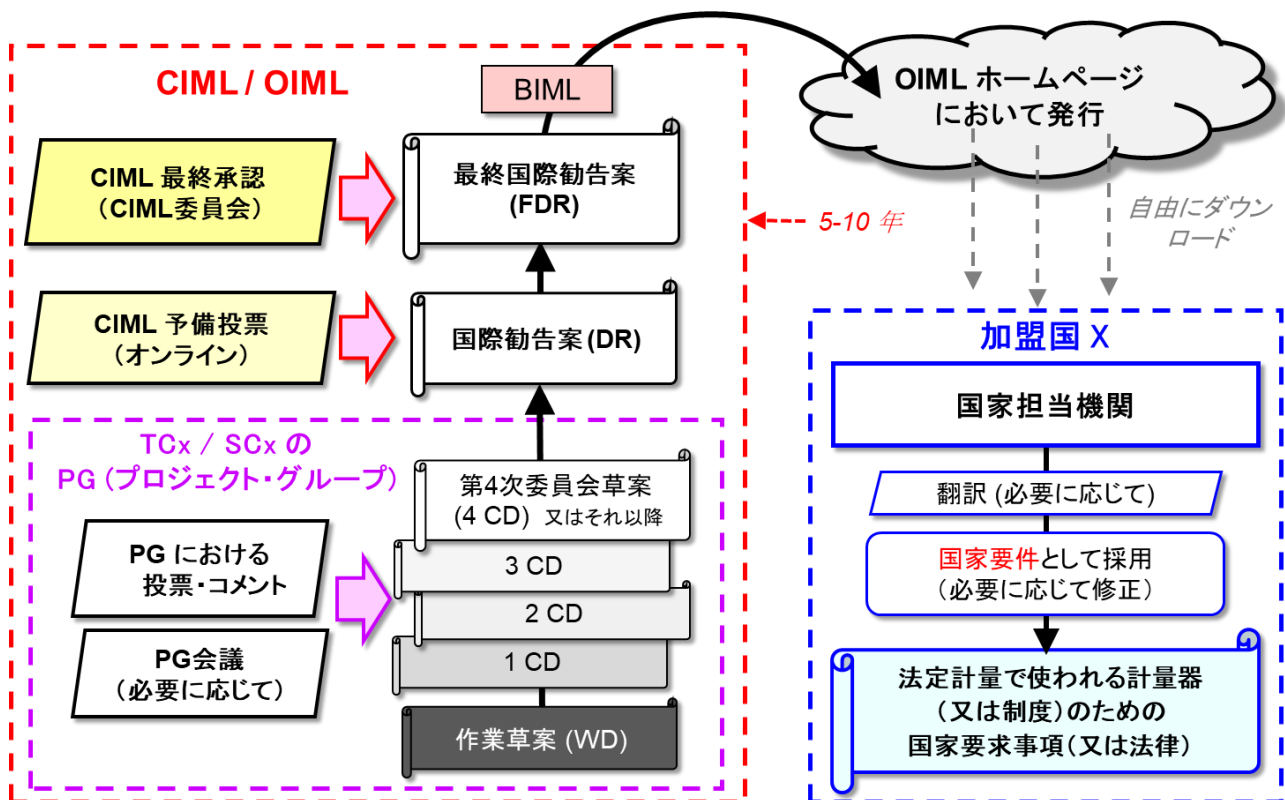 CIML / OIML
BIML
CIML 最終承認
（CIML委員会）
最終国際勧告案
(FDR)
CIML 予備投票
（オンライン）
国際勧告案 (DR)
TCx / SCx の
PG (プロジェクト・グループ)
PG における
投票・コメント
PG会議
（必要に応じて）
第4次委員会草案
(4 CD) 又はそれ以降
3 CD
2 CD
1 CD
作業草案 (WD)
5-10 年
OIML ホームページ
において発行
自由にダウン
ロード
加盟国 X
国家担当機関
翻訳 (必要に応じて)
国家要件として採用
（必要に応じて修正）
法定計量で使われる計量器
（又は制度）のための
国家要求事項（又は法律）